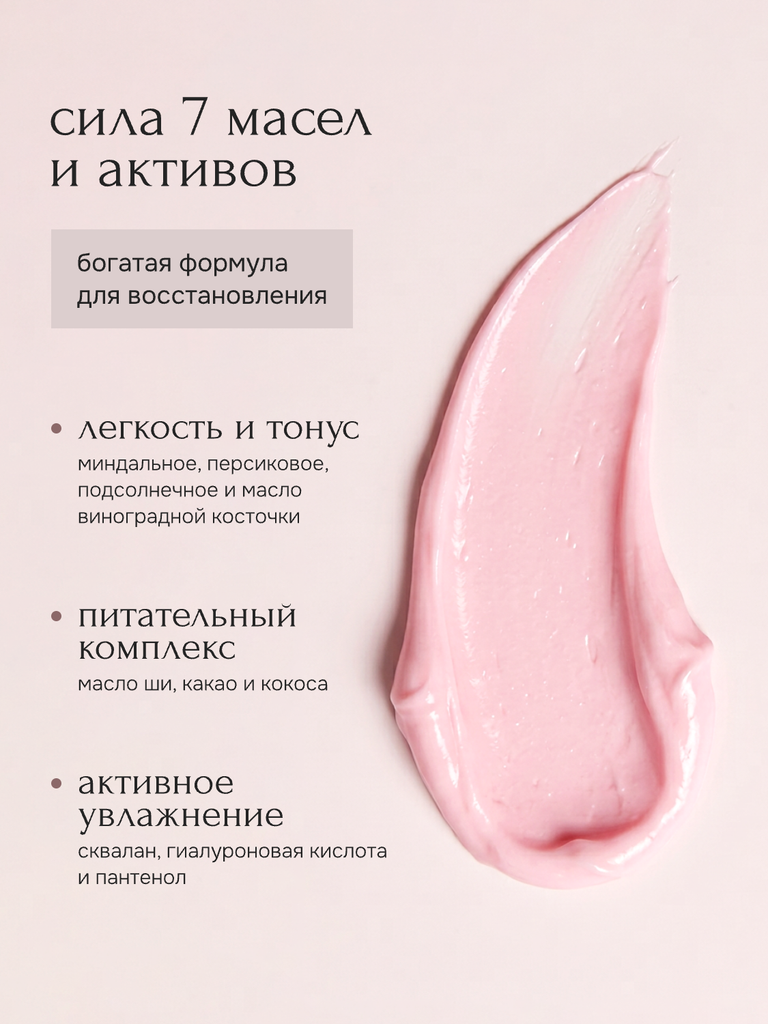 сила 7 масел
и активов
богатая формула
для восстановления
легкость и тонус
миндальное, персиковое,
подсолнечное и масло
виноградной косточки
питательный
комплекс
масло ши, какао и кокоса
активное
увлажнение
сквалан, гиалуроновая кислота
и пантенол